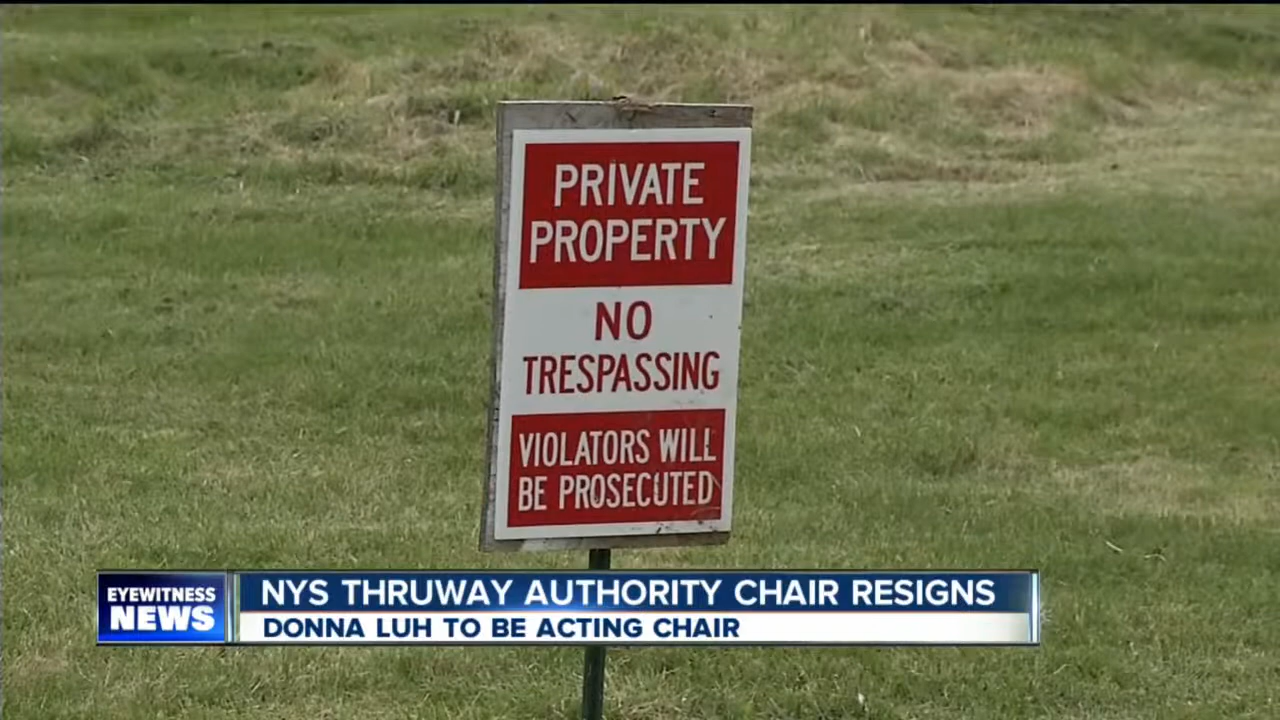 PRIVATE
PROPERTY
NO
TRESPASSING
VIOLATORS WILL
BE PROSECUTED
EYEWITNESS
NEWS
NYS THRUWAY AUTHORITY CHAIR RESIGNS
DONNA LUH TO BE ACTING CHAIR